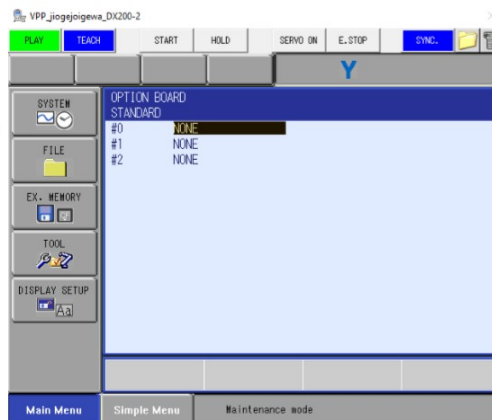 VPP_jiogejoigewa_DX200-2
PLAY TEACH START HOLD SERVO ON E.STOP SYNC.
Y
SYSTEM
FILE
EX. MEMORY
TOOL
DISPLAY SETUP
Aa
OPTION BOARD
STANDARD
#0 NONE
#1 NONE
#2 NONE
Main Menu Simple Menu Maintenance mode